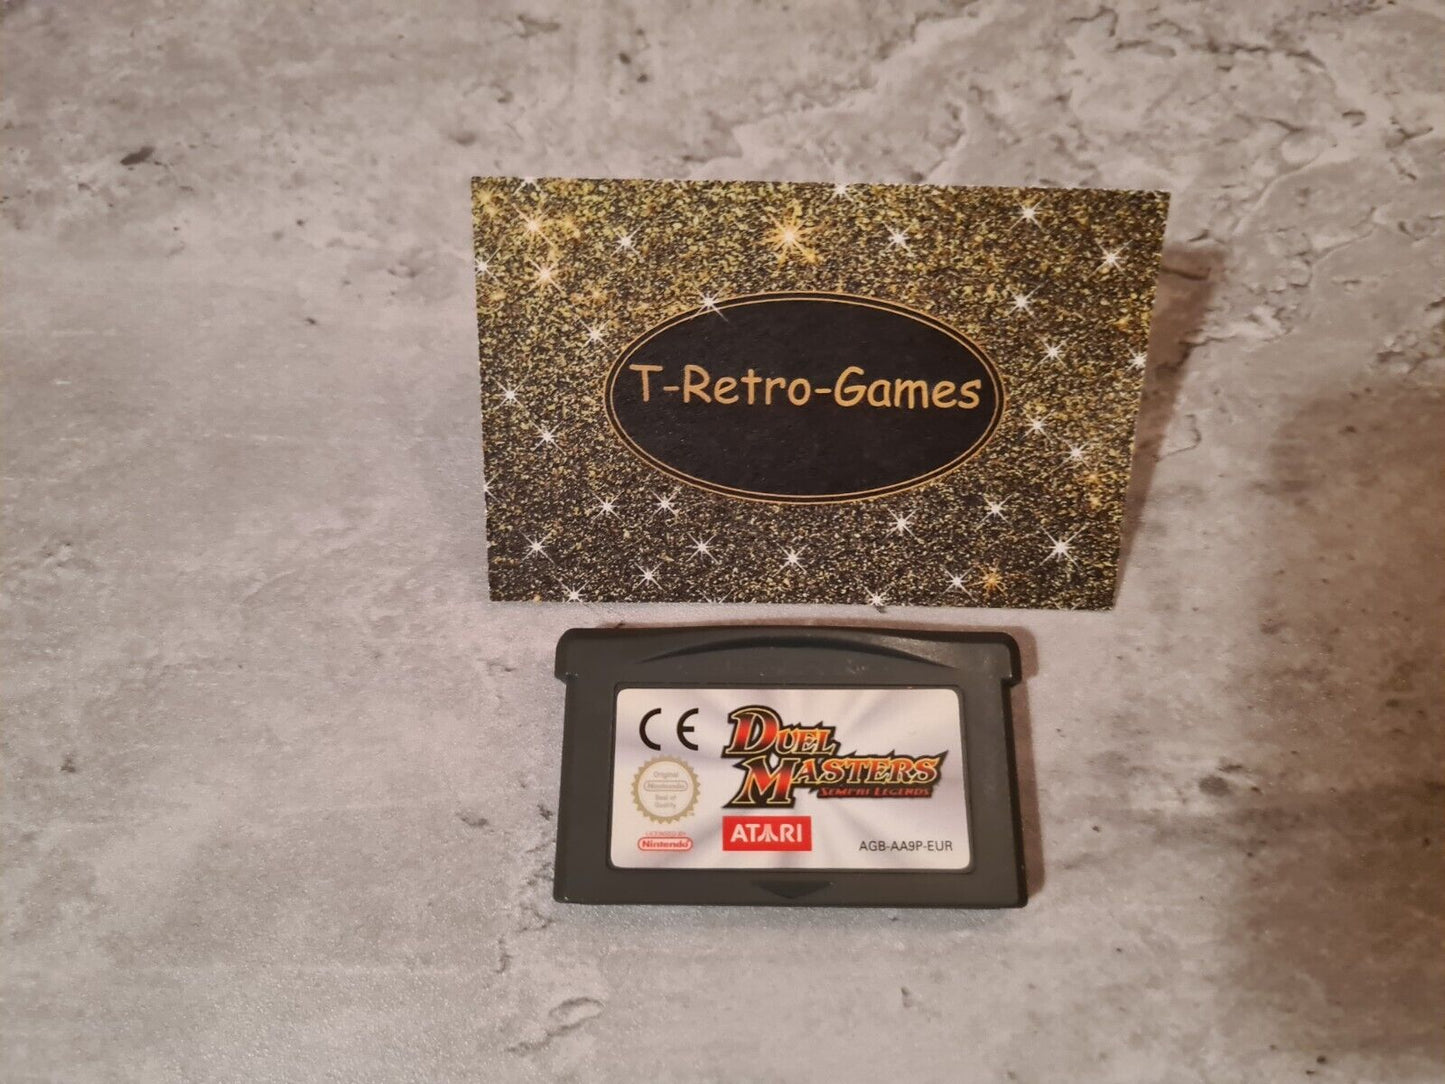 T-Retro-Games
CE
DUEL
MASTERS
SEMPAI LEGENDS
Original
Nintendo
Seal of
Quality
LICENSED BY
Nintendo
ATARI
AGB-AA9P-EUR